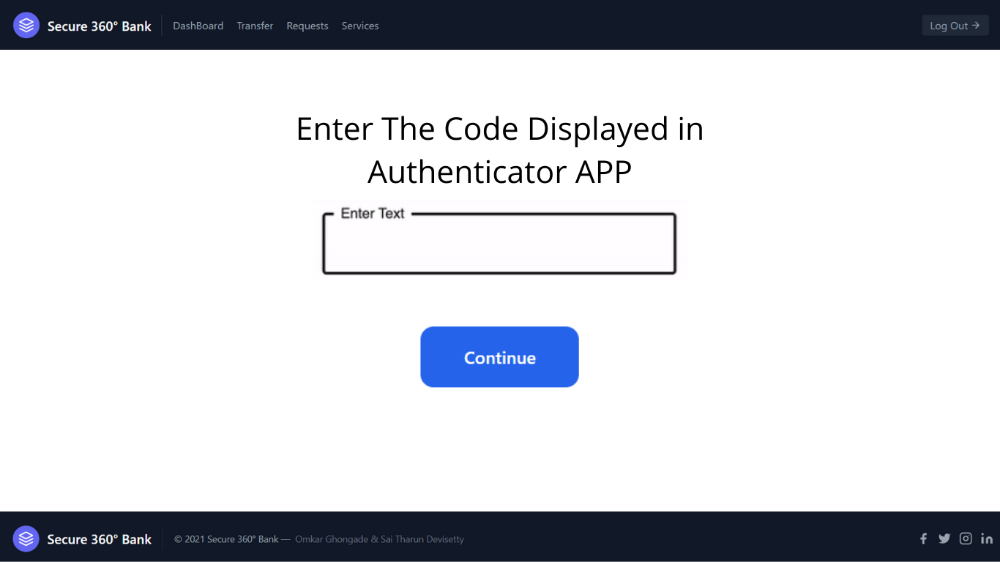 Secure 360° Bank DashBoard Transfer Requests Services Log Out →
Enter The Code Displayed in
Authenticator APP
Enter Text
Continue
Secure 360° Bank © 2021 Secure 360° Bank — Omkar Ghongade & Sai Tharun Devisetty